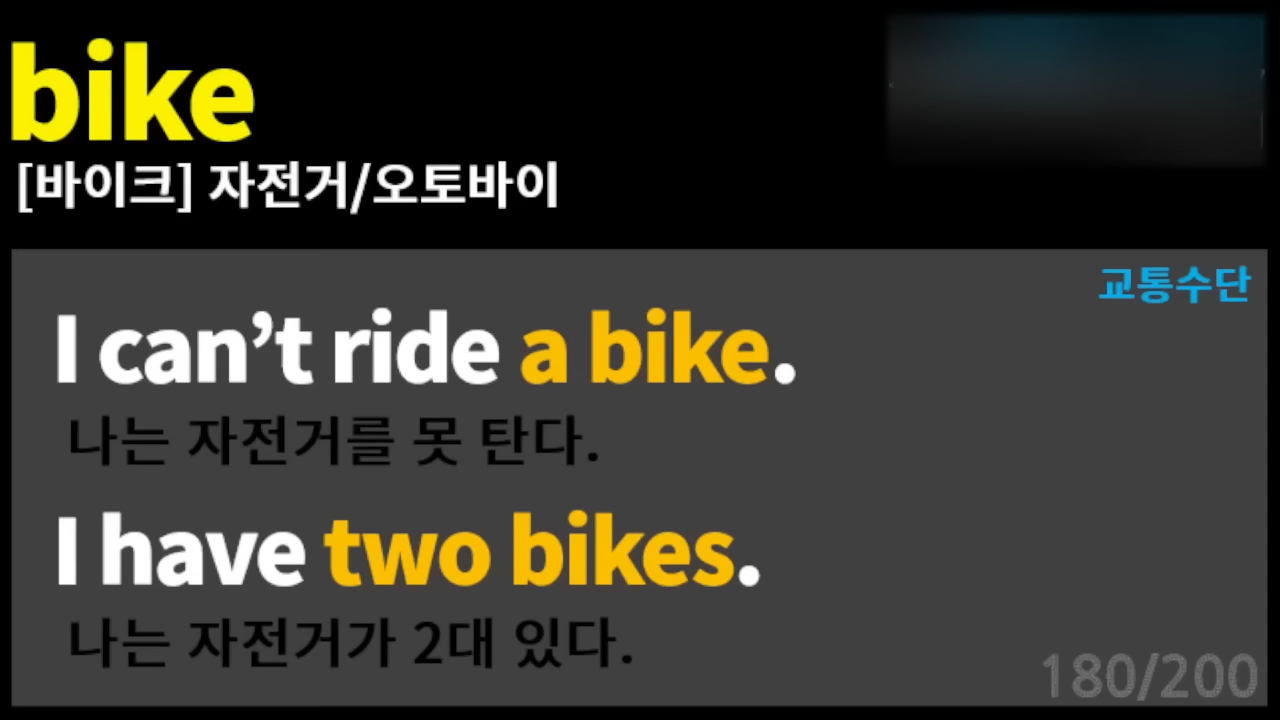 bike
[바이크] 자전거/오토바이
교통수단
I can’t ride a bike.
나는 자전거를 못 탄다.
I have two bikes.
나는 자전거가 2대 있다.
180/200